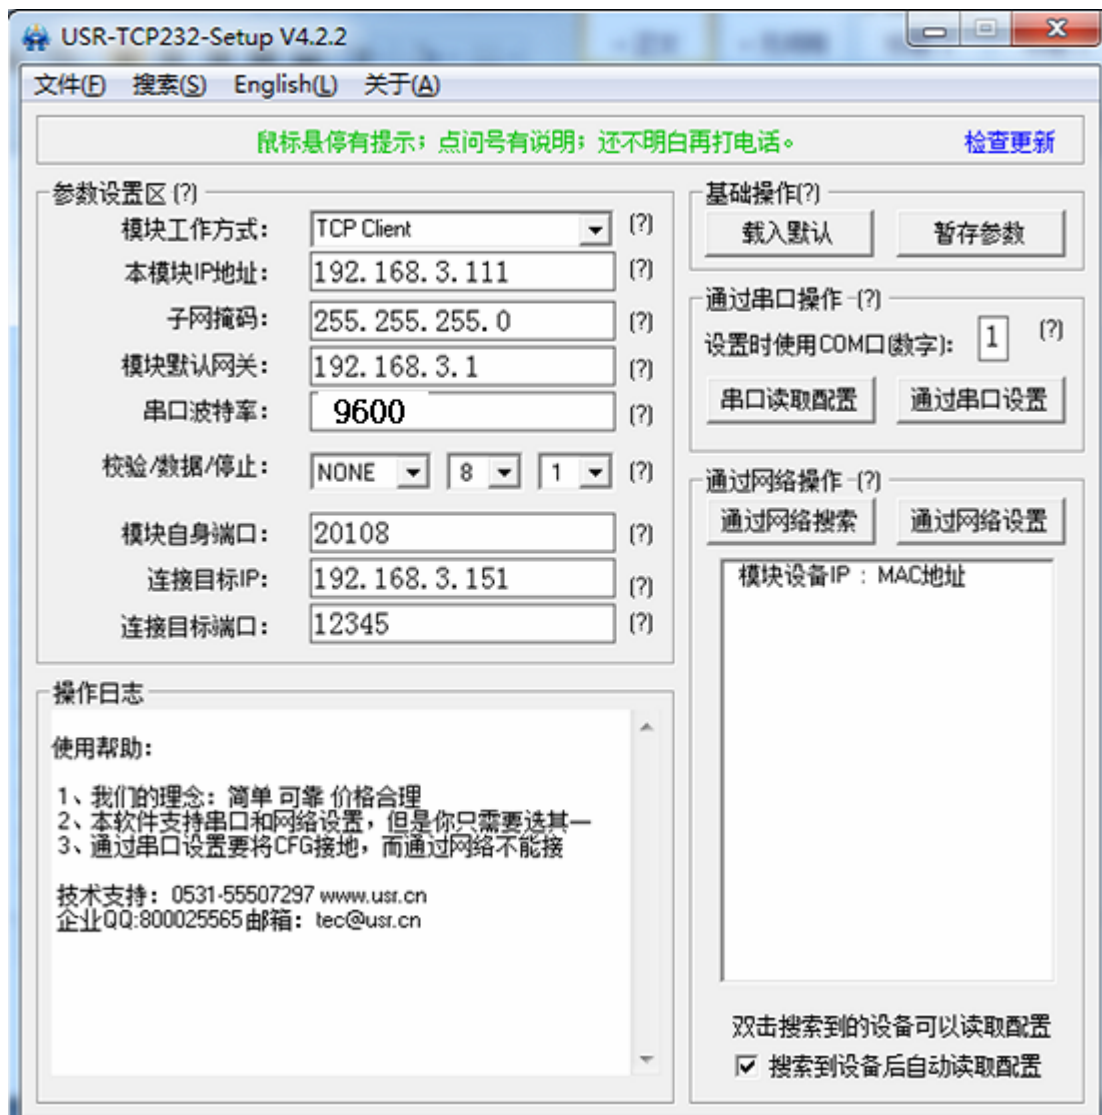 USR-TCP232-Setup V4.2.2
文件(F) 搜索(S) English(L) 关于(A)
鼠标悬停有提示；点问号有说明；还不明白再打电话。 检查更新
参数设置区 (?)
模块工作方式： TCP Client (?)
本模块IP地址： 192.168.3.111 (?)
子网掩码： 255.255.255.0 (?)
模块默认网关： 192.168.3.1 (?)
串口波特率： 9600 (?)
校验/数据/停止： NONE 8 1 (?)
模块自身端口： 20108 (?)
连接目标IP： 192.168.3.151 (?)
连接目标端口： 12345 (?)
操作日志
使用帮助：
1、我们的理念：简单 可靠 价格合理
2、本软件支持串口和网络设置，但是你只需要选其一
3、通过串口设置要将CFG接地，而通过网络不能接
技术支持：0531-55507297 www.usr.cn
企业QQ:800025565 邮箱：tec@usr.cn
基础操作(?)
载入默认 暂存参数
通过串口操作 (?)
设置时使用COM口(数字)： 1 (?)
串口读取配置 通过串口设置
通过网络操作 (?)
通过网络搜索 通过网络设置
模块设备IP : MAC地址
双击搜索到的设备可以读取配置
搜索到设备后自动读取配置